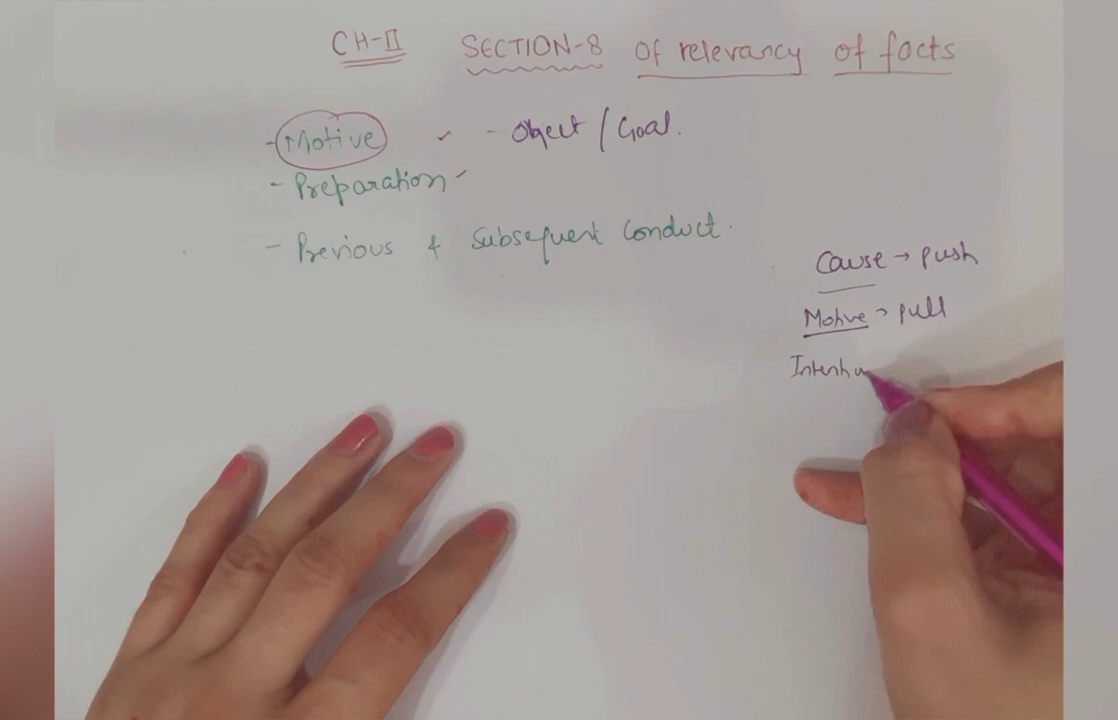 CH-II SECTION-8 Of relevancy of facts
- Motive ✓ - Object / Goal.
- Preparation -
- Previous & Subsequent Conduct.
Cause → push
Motive → pull